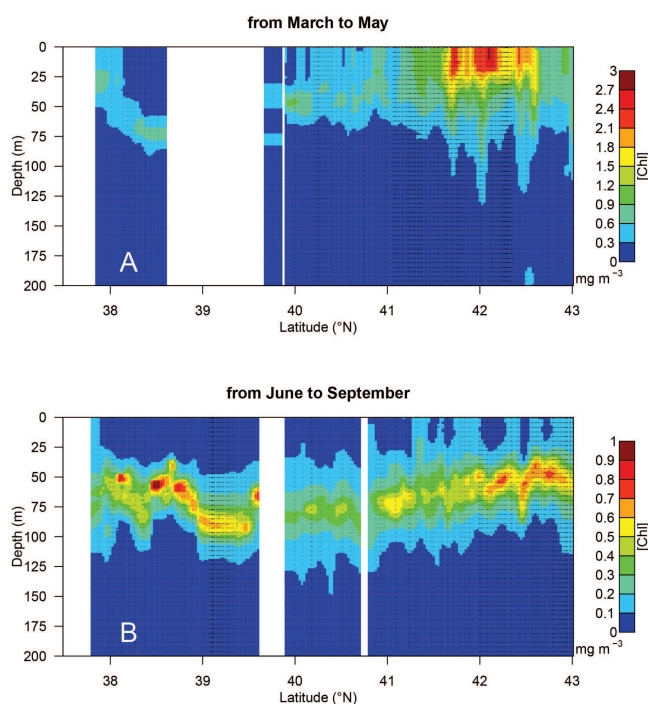 from March to May
0
25
50
75
100
125
150
175
200
Depth (m)
A
38 39 40 41 42 43
Latitude (°N)
3
2.7
2.4
2.1
1.8
1.5
1.2
0.9
0.6
0.3
0
[Chl]
mg m⁻³
from June to September
0
25
50
75
100
125
150
175
200
Depth (m)
B
38 39 40 41 42 43
Latitude (°N)
1
0.9
0.8
0.7
0.6
0.5
0.4
0.3
0.2
0.1
0
[Chl]
mg m⁻³